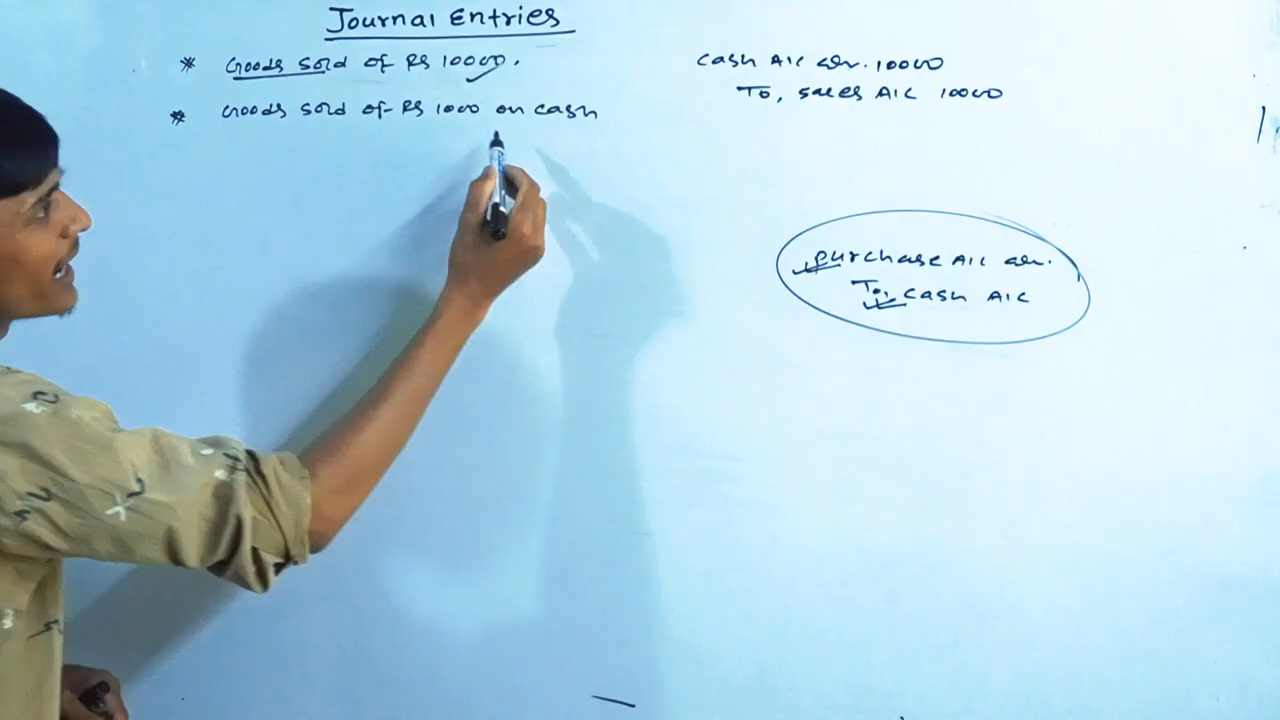 Journal Entries
* Goods sold of RS 10000.
* Goods sold of RS 1000 on cash
cash A/C dr. 10000
To, sales A/C 10000
purchase A/C dr.
To, cash A/C